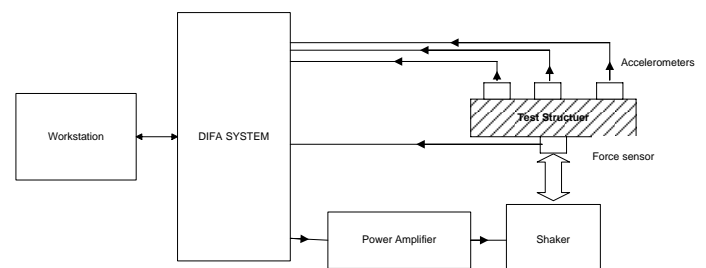 Accelerometers
Test Structuer
Workstation
DIFA SYSTEM
Force sensor
Power Amplifier
Shaker